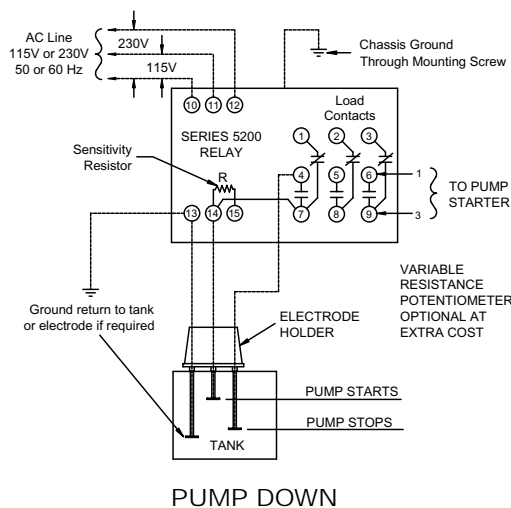 AC Line
115V or 230V
50 or 60 Hz
230V
115V
Chassis Ground
Through Mounting Screw
10 11 12
Load
Contacts
SERIES 5200
RELAY
1 2 3
Sensitivity
Resistor
R
4 5 6
1
TO PUMP
STARTER
13 14 15
7 8 9
3
Ground return to tank
or electrode if required
ELECTRODE
HOLDER
VARIABLE
RESISTANCE
POTENTIOMETER
OPTIONAL AT
EXTRA COST
PUMP STARTS
PUMP STOPS
TANK
PUMP DOWN